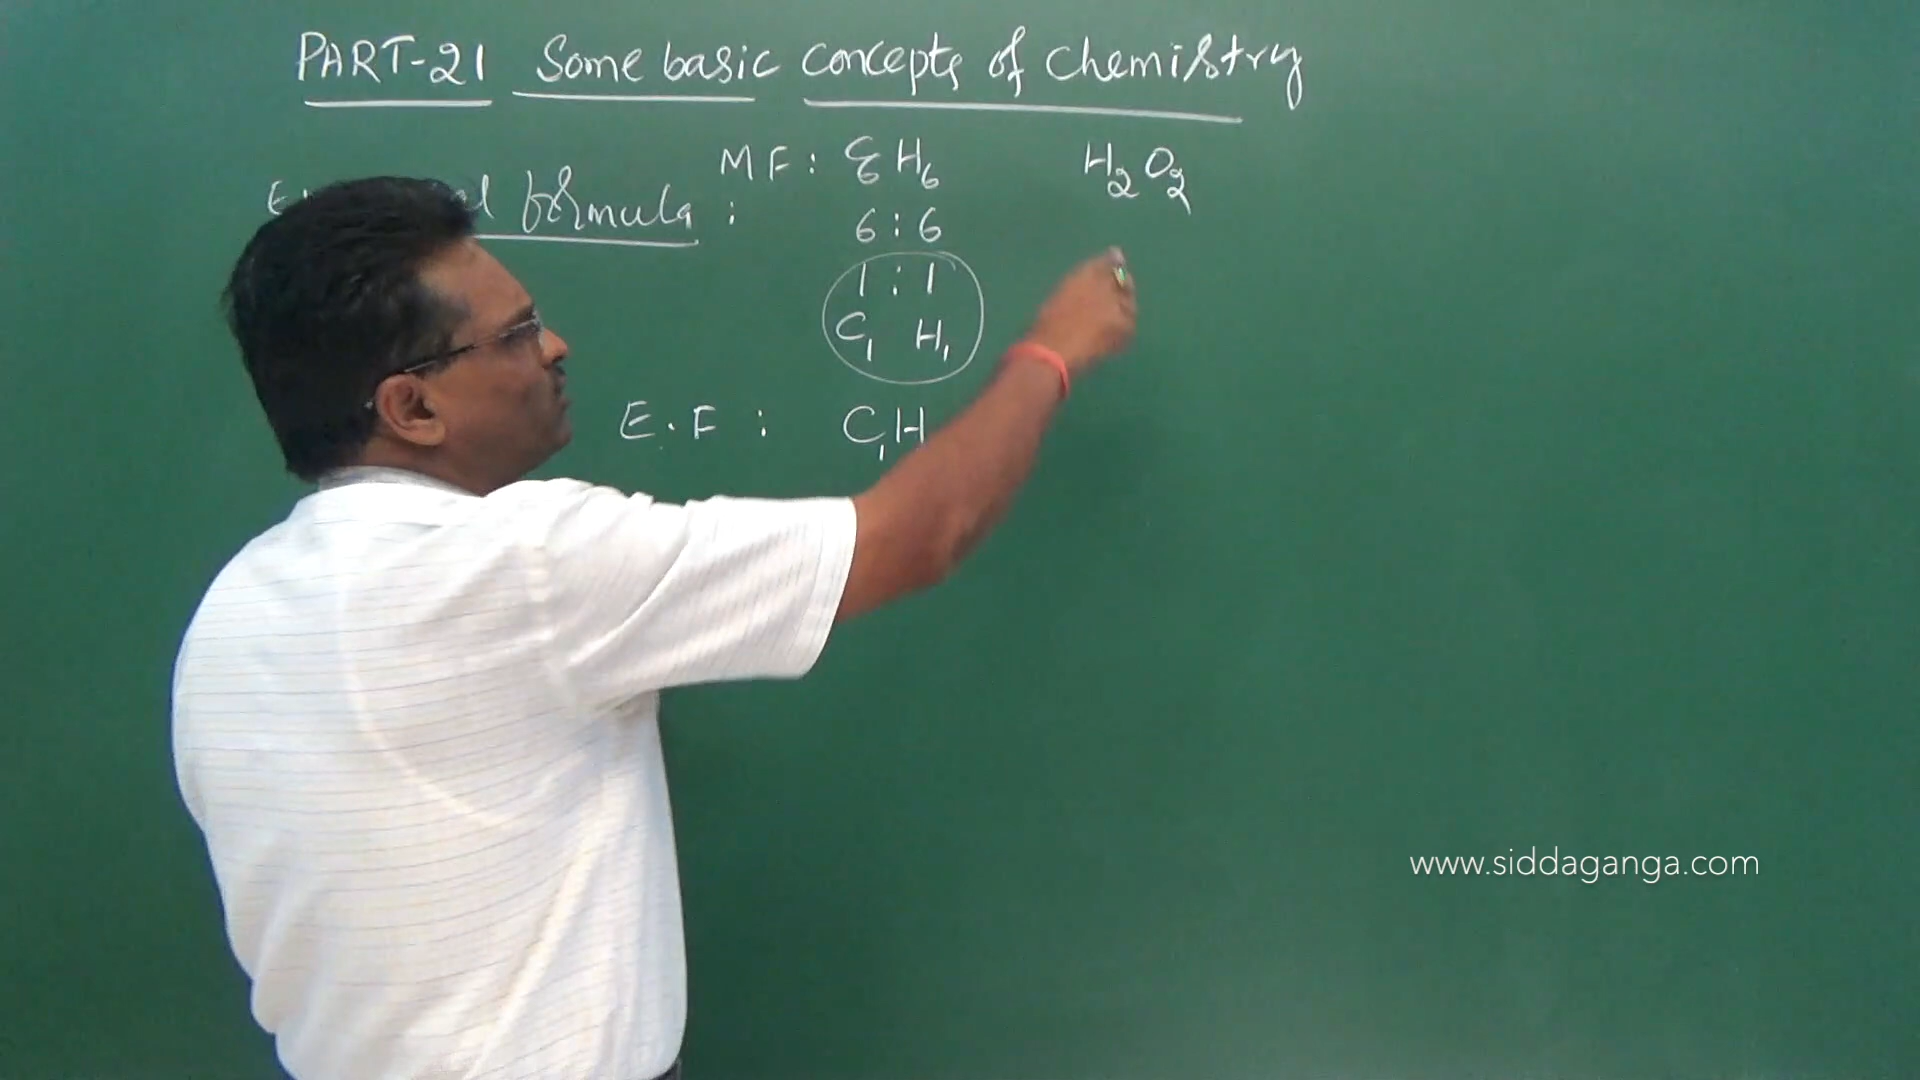 PART-21 Some basic concepts of chemistry
MF: C6H6 H2O2
formula :
6:6
1:1
C1 H1
E.F : C1H
www.siddaganga.com